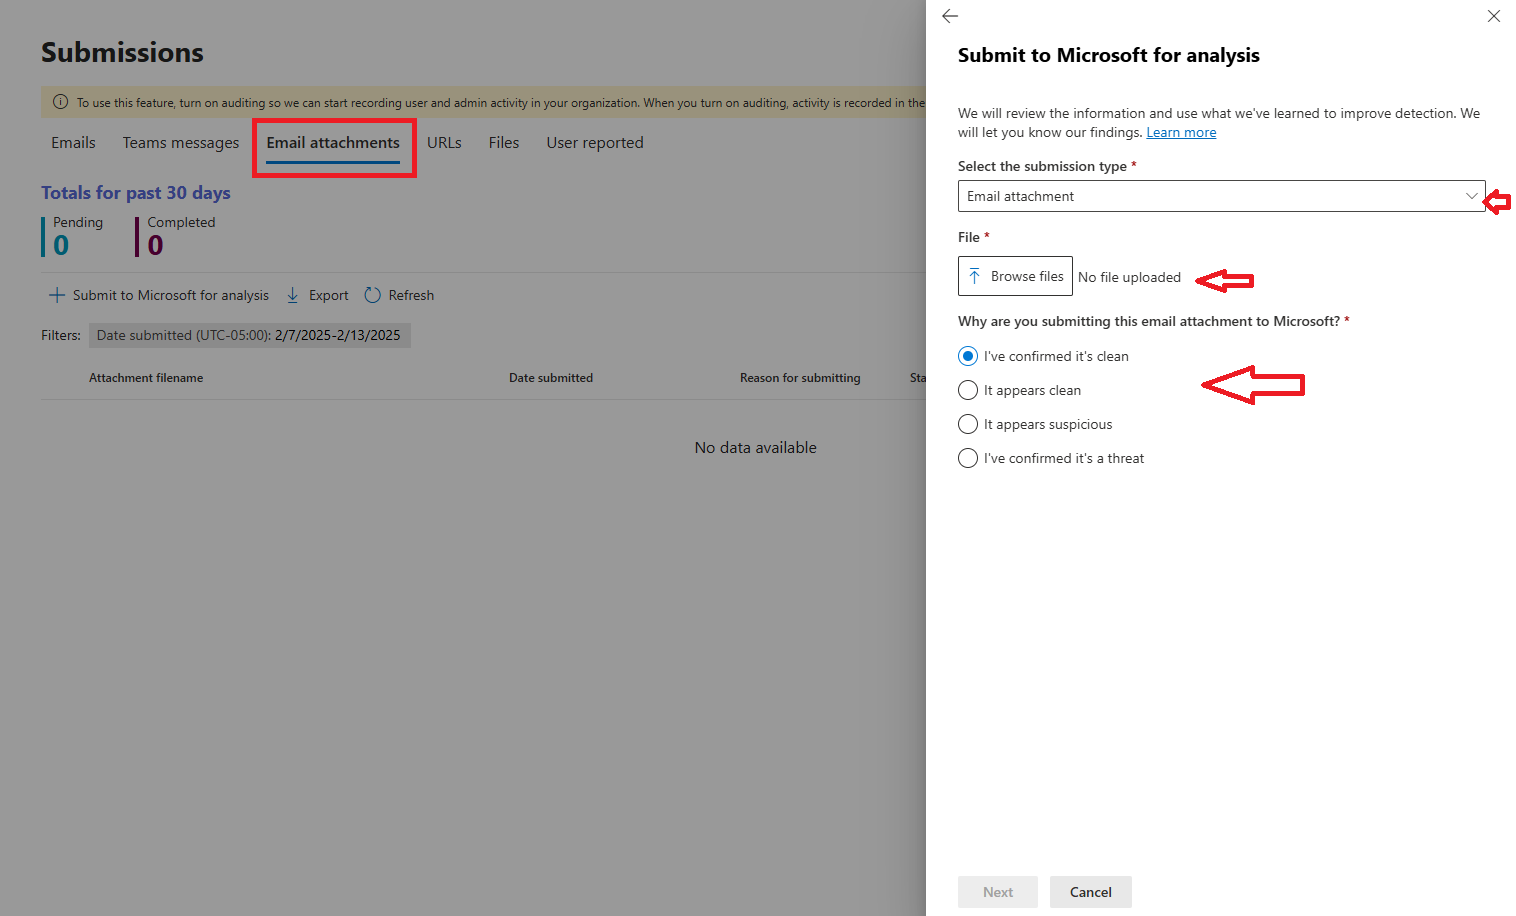 Submissions
To use this feature, turn on auditing so we can start recording user and admin activity in your organization. When you turn on auditing, activity is recorded in the
Emails Teams messages Email attachments URLs Files User reported
Totals for past 30 days
Pending Completed
0 0
Submit to Microsoft for analysis Export Refresh
Filters: Date submitted (UTC-05:00): 2/7/2025-2/13/2025
Attachment filename Date submitted Reason for submitting Sta
No data available
Submit to Microsoft for analysis
We will review the information and use what we've learned to improve detection. We
will let you know our findings. Learn more
Select the submission type *
Email attachment
File *
Browse files No file uploaded
Why are you submitting this email attachment to Microsoft? *
I've confirmed it's clean
It appears clean
It appears suspicious
I've confirmed it's a threat
Next Cancel